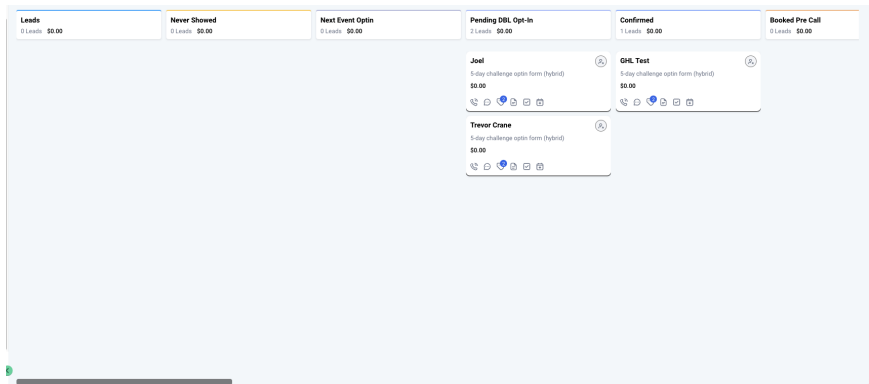 Leads
0 Leads $0.00
Never Showed
0 Leads $0.00
Next Event Optin
0 Leads $0.00
Pending DBL Opt-In
2 Leads $0.00
Confirmed
1 Leads $0.00
Booked Pre Call
0 Leads $0.00
Joel
5-day challenge optin form (hybrid)
$0.00
2
Trevor Crane
5-day challenge optin form (hybrid)
$0.00
2
GHL Test
5-day challenge optin form (hybrid)
$0.00
2